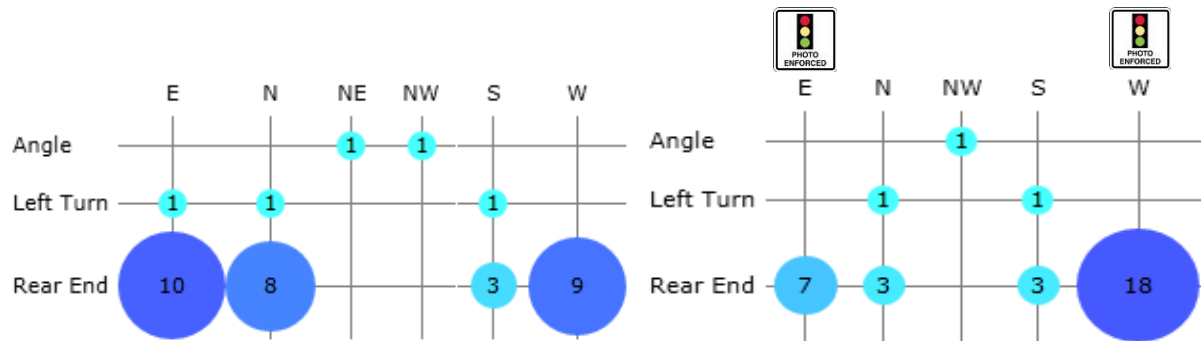 PHOTO
ENFORCED
PHOTO
ENFORCED
E N NE NW S W
E N NW S W
Angle 1 1
Angle 1
Left Turn 1 1 1
Left Turn 1 1
Rear End 10 8 3 9
Rear End 7 3 3 18